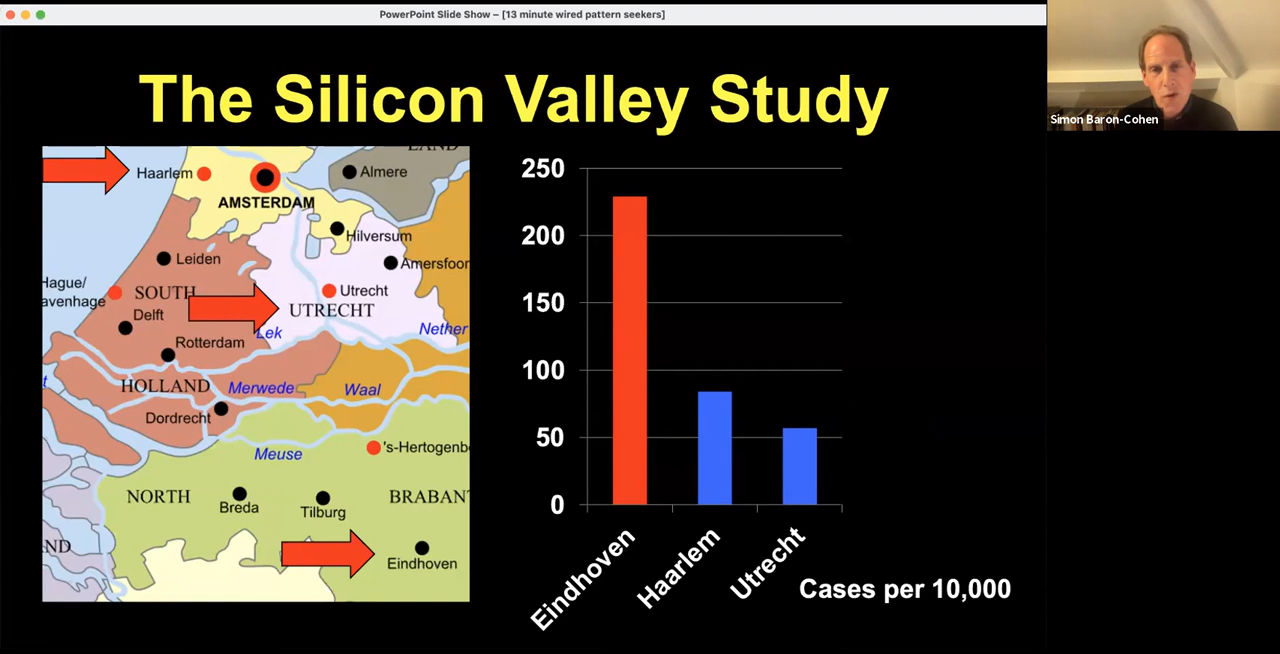 PowerPoint Slide Show – [13 minute wired pattern seekers]
Simon Baron-Cohen
The Silicon Valley Study
LAND
Haarlem
Almere
AMSTERDAM
Hilversum
Leiden
Amersfoor
Hague/
avenhage
SOUTH
Utrecht
UTRECHT
Delft
Lek
Nether
Rotterdam
t
HOLLAND
Merwede
Waal
Dordrecht
's-Hertogenb
Meuse
NORTH
BRABANT
Breda
Tilburg
ND
Eindhoven
250
200
150
100
50
0
Eindhoven
Haarlem
Utrecht
Cases per 10,000